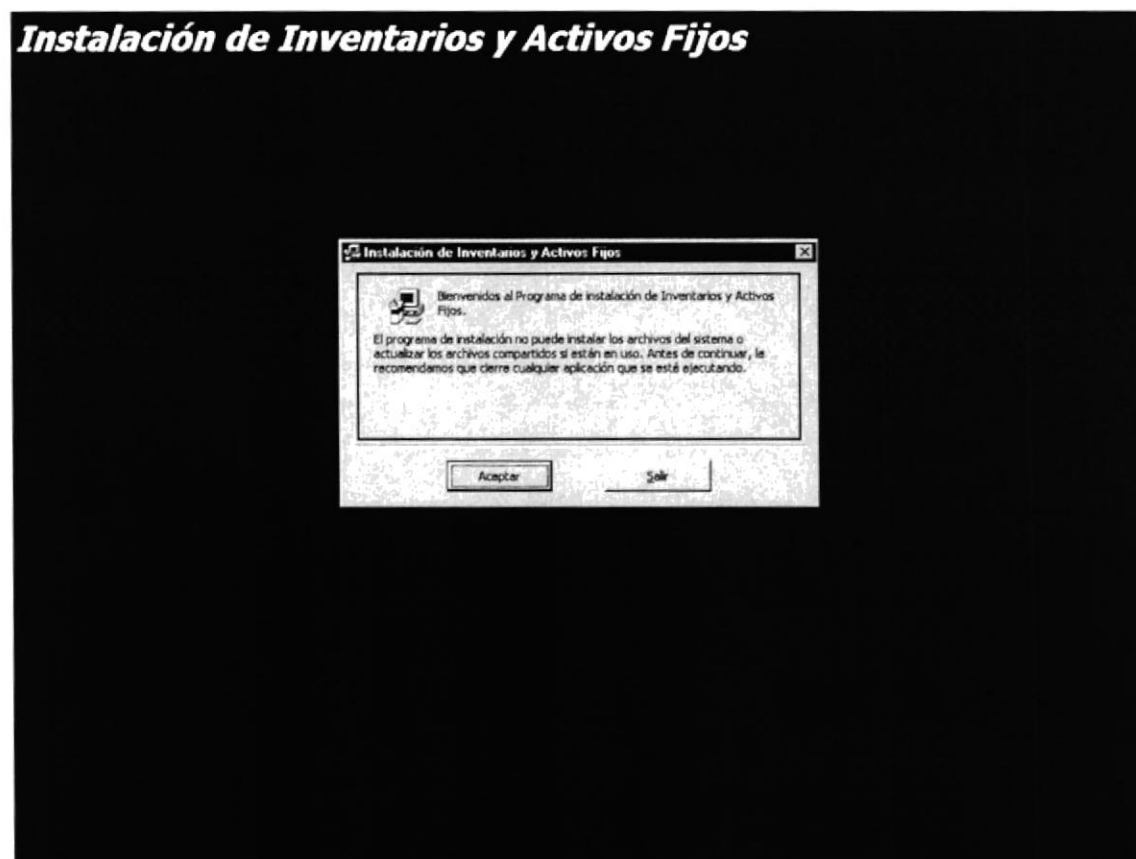 Instalación de Inventarios y Activos Fijos
Instalación de Inventarios y Activos Fijos
Bienvenidos al Programa de instalación de Inventarios y Activos
Fijos.
El programa de instalación no puede instalar los archivos del sistema o
actualizar los archivos compartidos si están en uso. Antes de continuar, le
recomendamos que cierre cualquier aplicación que se esté ejecutando.
Aceptar
Salir